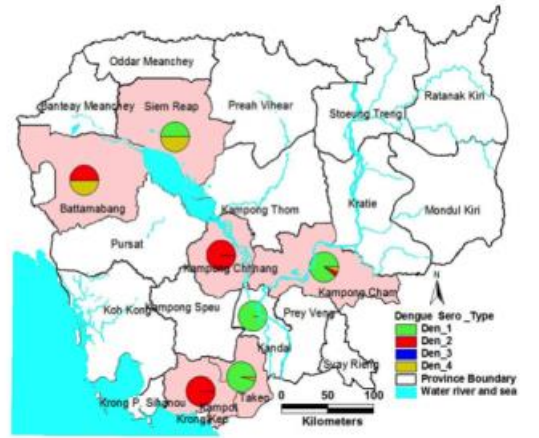 Oddar Meanchey
Banteay Meanchey
Siem Reap
Preah Vihear
Stoeung Treng
Ratanak Kiri
Battamabang
Kampong Thom
Kratie
Mondul Kiri
Pursat
Kampong Chhnang
Kampong Cham
Koh Kong
Kampong Speu
Prey Veng
Kandal
Svay Rieng
Takeo
Krong P. Sihanou
Kampot
Krong Kep
N
Dengue Sero_Type
Den_1
Den_2
Den_3
Den_4
Province Boundary
Water river and sea
0 50 100
Kilometers